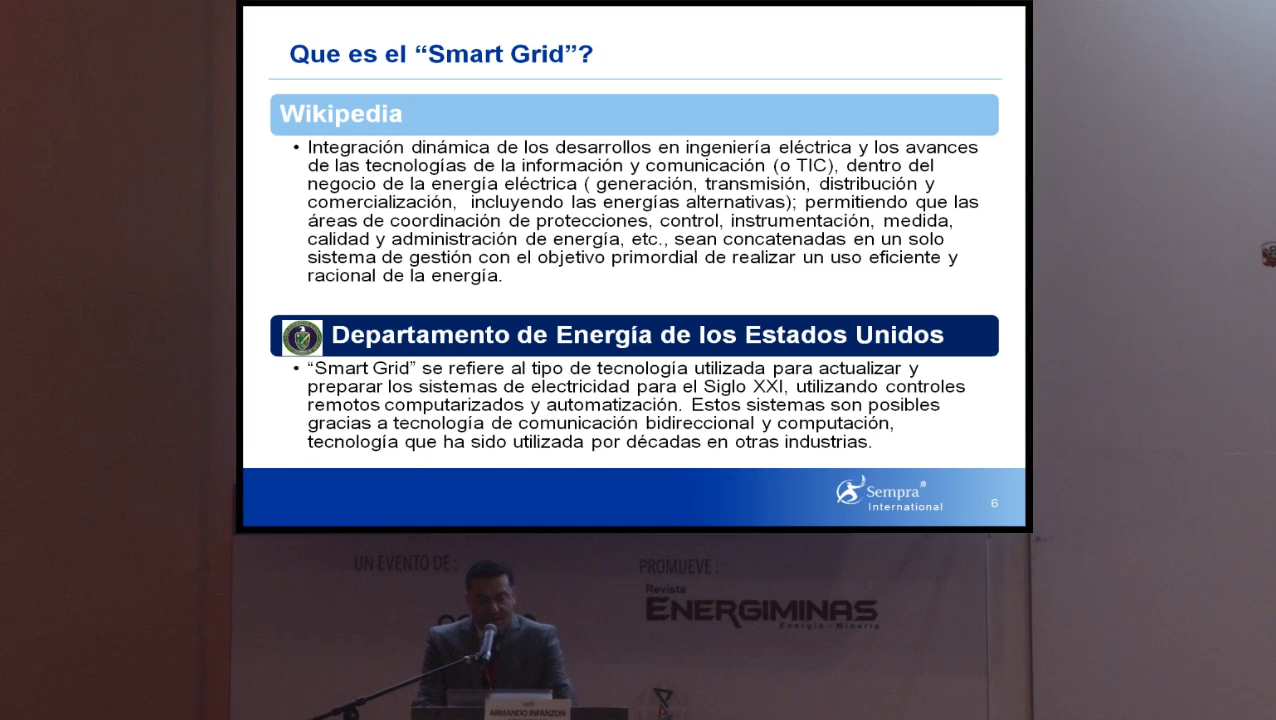 Que es el “Smart Grid”?
Wikipedia
• Integración dinámica de los desarrollos en ingeniería eléctrica y los avances
de las tecnologías de la información y comunicación (o TIC), dentro del
negocio de la energía eléctrica ( generación, transmisión, distribución y
comercialización, incluyendo las energías alternativas); permitiendo que las
áreas de coordinación de protecciones, control, instrumentación, medida,
calidad y administración de energía, etc., sean concatenadas en un solo
sistema de gestión con el objetivo primordial de realizar un uso eficiente y
racional de la energía.
Departamento de Energía de los Estados Unidos
• “Smart Grid” se refiere al tipo de tecnología utilizada para actualizar y
preparar los sistemas de electricidad para el Siglo XXI, utilizando controles
remotos computarizados y automatización. Estos sistemas son posibles
gracias a tecnología de comunicación bidireccional y computación,
tecnología que ha sido utilizada por décadas en otras industrias.
Sempra®
International
6
UN EVENTO DE :
PROMUEVE :
Revista
ENERGIMINAS
Energía - Minería
ARMANDO INFANZON